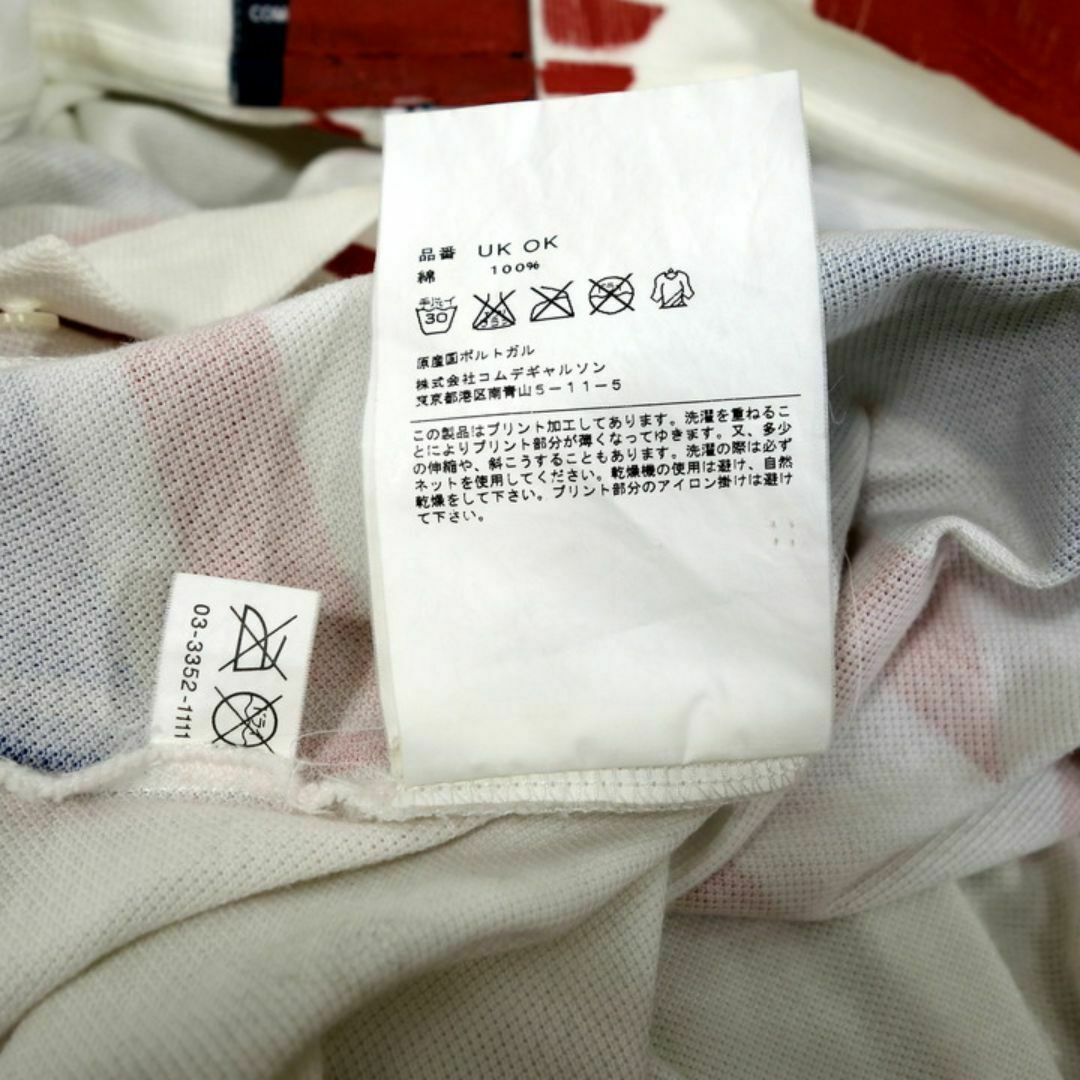 COM
品番 UK OK
綿 100%
手洗イ
30
原産国ポルトガル
株式会社コムデギャルソン
東京都港区南青山5-11-5
この製品はプリント加工してあります。洗濯を重ねるこ
とによりプリント部分が薄くなってゆきます。又、多少
の伸縮や、斜こうすることもあります。洗濯の際は必ず
ネットを使用してください。乾燥機の使用は避け、自然
乾燥をして下さい。プリント部分のアイロン掛けは避け
て下さい。
03-3352-1111
ドライ